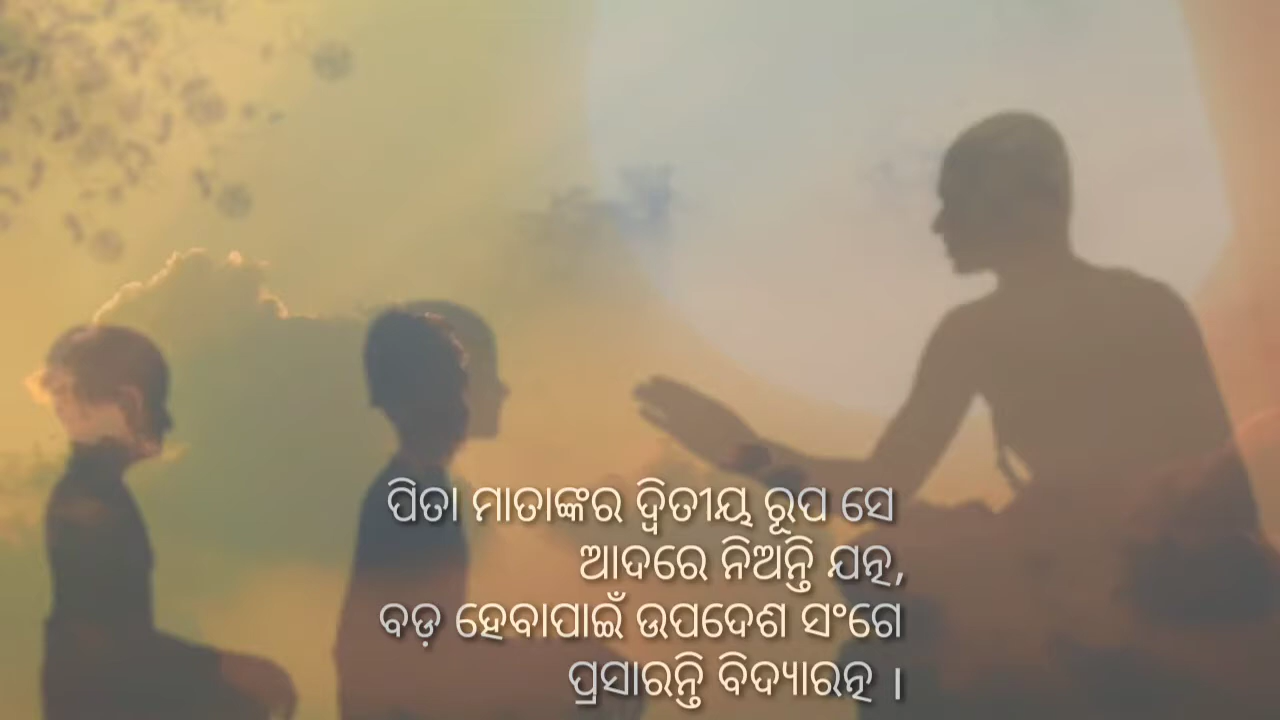 ପିତା ମାତାଙ୍କର ଦ୍ୱିତୀୟ ରୂପ ସେ
ଆଦରେ ନିଅନ୍ତି ଯତ୍ନ,
ବଡ଼ ହେବାପାଇଁ ଉପଦେଶ ସଂଗେ
ପ୍ରସାରନ୍ତି ବିଦ୍ୟାରତ୍ନ ।